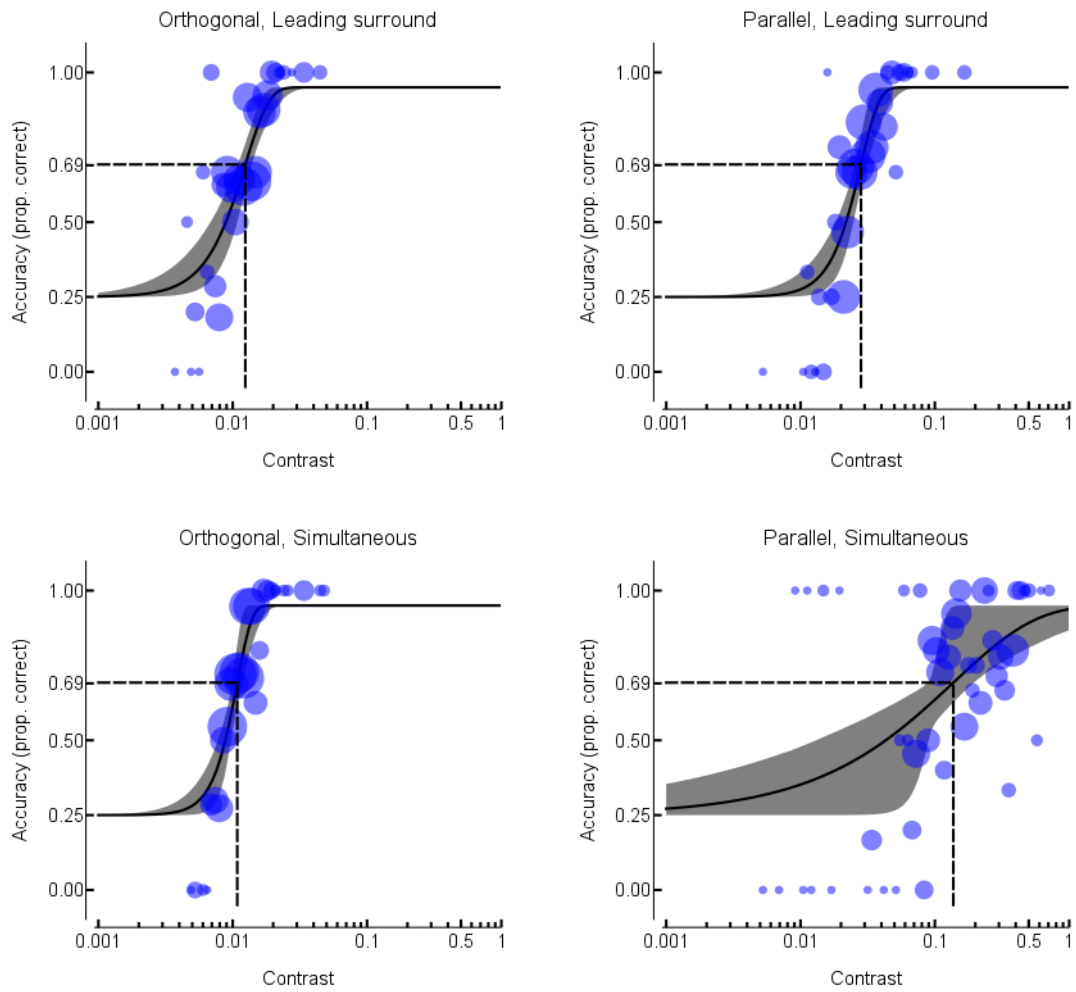 Orthogonal, Leading surround
Accuracy (prop. correct)
1.00
0.69
0.50
0.25
0.00
0.001 0.01 0.1 0.5 1
Contrast
Parallel, Leading surround
Accuracy (prop. correct)
1.00
0.69
0.50
0.25
0.00
0.001 0.01 0.1 0.5 1
Contrast
Orthogonal, Simultaneous
Accuracy (prop. correct)
1.00
0.69
0.50
0.25
0.00
0.001 0.01 0.1 0.5 1
Contrast
Parallel, Simultaneous
Accuracy (prop. correct)
1.00
0.69
0.50
0.25
0.00
0.001 0.01 0.1 0.5 1
Contrast